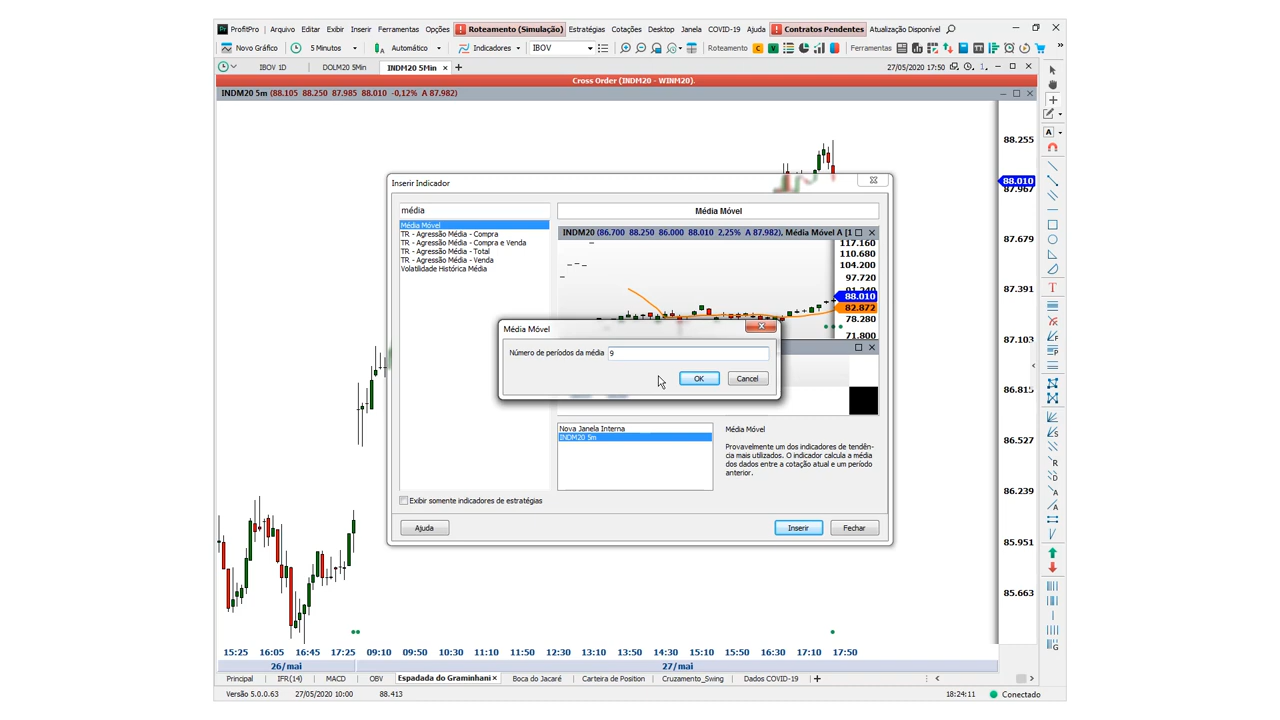 ProfitPro Arquivo Editar Exibir Inserir Ferramentas Opções Roteamento (Simulação) Estratégias Cotações Desktop Janela COVID-19 Ajuda Contratos Pendentes Atualização Disponível
Novo Gráfico 5 Minutos Automático Indicadores IBOV Roteamento Ferramentas
IBOV 1D DOLM20 5Min INDM20 5Min 27/05/2020 17:50
Cross Order (INDM20 - WINM20).
INDM20 5m (88.105 88.250 87.985 88.010 -0,12% A 87.982)
88.255
88.010
87.967
87.679
87.391
87.103
86.815
86.527
86.239
85.951
85.663
Inserir Indicador
média
Média Móvel
TR - Agressão Média - Compra
TR - Agressão Média - Compra e Venda
TR - Agressão Média - Total
TR - Agressão Média - Venda
Volatilidade Histórica Média
Média Móvel
INDM20 (86.700 88.250 86.000 88.010 2,25% A 87.982), Média Móvel A [1
117.160
110.680
104.200
97.720
88.010
82.872
78.280
71.800
Média Móvel
Número de períodos da média 9
OK Cancel
Nova Janela Interna
INDM20 5m
Média Móvel
Provavelmente um dos indicadores de tendên-
cia mais utilizados. O indicador calcula a média
dos dados entre a cotação atual e um período
anterior.
Exibir somente indicadores de estratégias
Ajuda Inserir Fechar
15:25 16:05 16:45 17:25 09:10 09:50 10:30 11:10 11:50 12:30 13:10 13:50 14:30 15:10 15:50 16:30 17:10 17:50
26/mai 27/mai
Principal IFR(14) MACD OBV Espadada do Graminhani Boca do Jacaré Carteira de Position Cruzamento_Swing Dados COVID-19
Versão 5.0.0.63 27/05/2020 10:00 88.413 18:24:11 Conectado